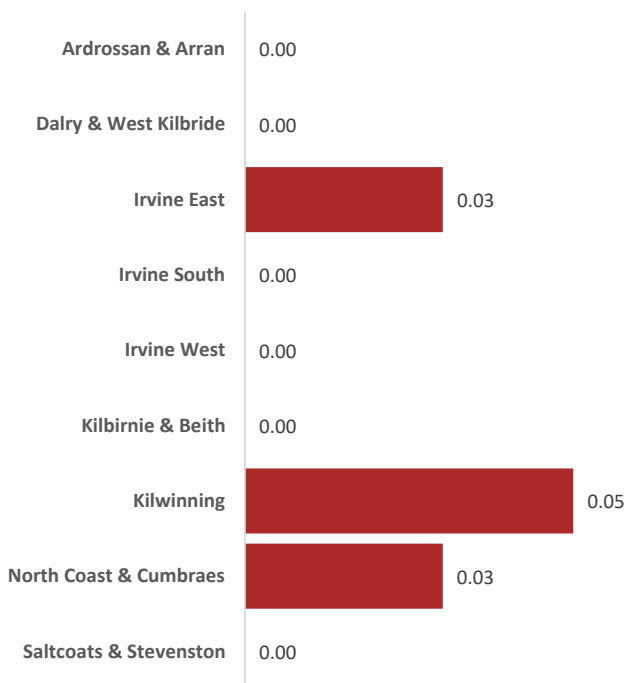 Ardrossan & Arran 0.00
Dalry & West Kilbride 0.00
Irvine East 0.03
Irvine South 0.00
Irvine West 0.00
Kilbirnie & Beith 0.00
Kilwinning 0.05
North Coast & Cumbraes 0.03
Saltcoats & Stevenston 0.00